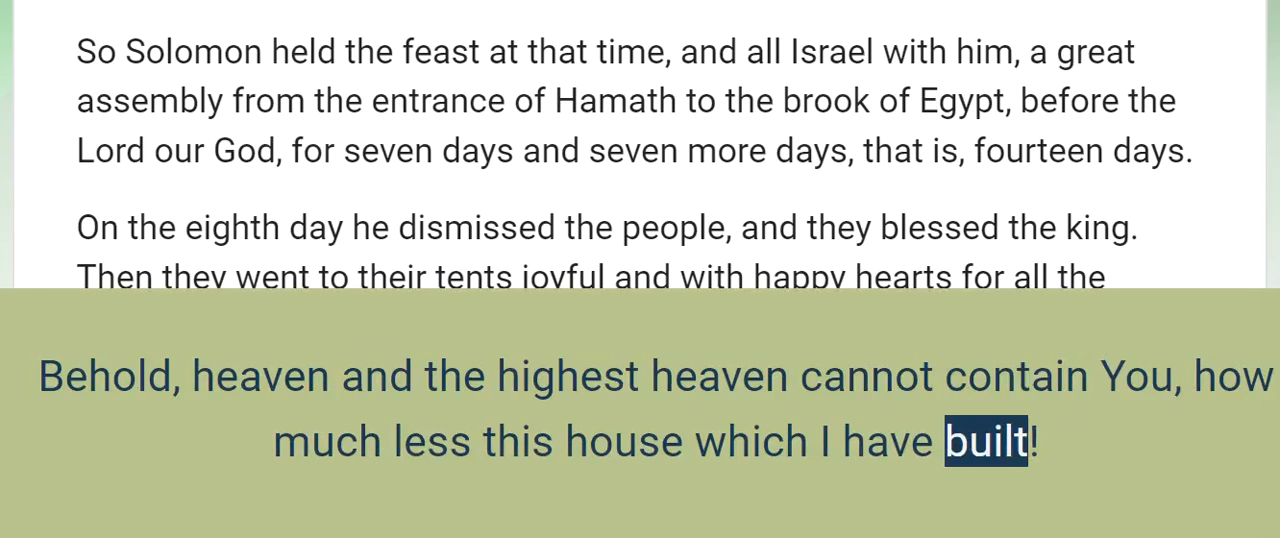 So Solomon held the feast at that time, and all Israel with him, a great
assembly from the entrance of Hamath to the brook of Egypt, before the
Lord our God, for seven days and seven more days, that is, fourteen days.
On the eighth day he dismissed the people, and they blessed the king.
Then they went to their tents joyful and with happy hearts for all the
Behold, heaven and the highest heaven cannot contain You, how
much less this house which I have built!